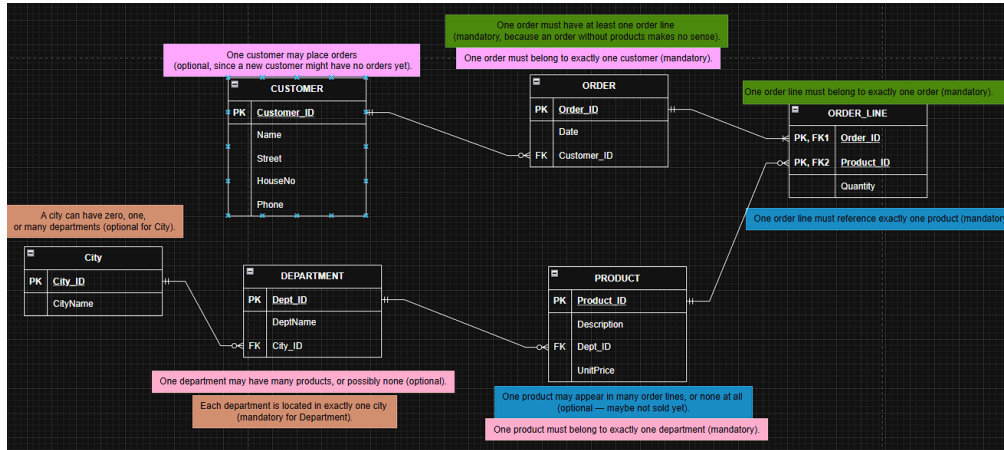 One order must have at least one order line
(mandatory, because an order without products makes no sense).
One customer may place orders
(optional, since a new customer might have no orders yet).
One order must belong to exactly one customer (mandatory).
CUSTOMER
PK Customer_ID
Name
Street
HouseNo
Phone
ORDER
PK Order_ID
Date
FK Customer_ID
One order line must belong to exactly one order (mandatory).
ORDER_LINE
PK, FK1 Order_ID
PK, FK2 Product_ID
Quantity
One order line must reference exactly one product (mandatory
A city can have zero, one,
or many departments (optional for City).
City
PK City_ID
CityName
DEPARTMENT
PK Dept_ID
DeptName
FK City_ID
PRODUCT
PK Product_ID
Description
FK Dept_ID
UnitPrice
One department may have many products, or possibly none (optional).
Each department is located in exactly one city
(mandatory for Department).
One product may appear in many order lines, or none at all
(optional — maybe not sold yet).
One product must belong to exactly one department (mandatory).